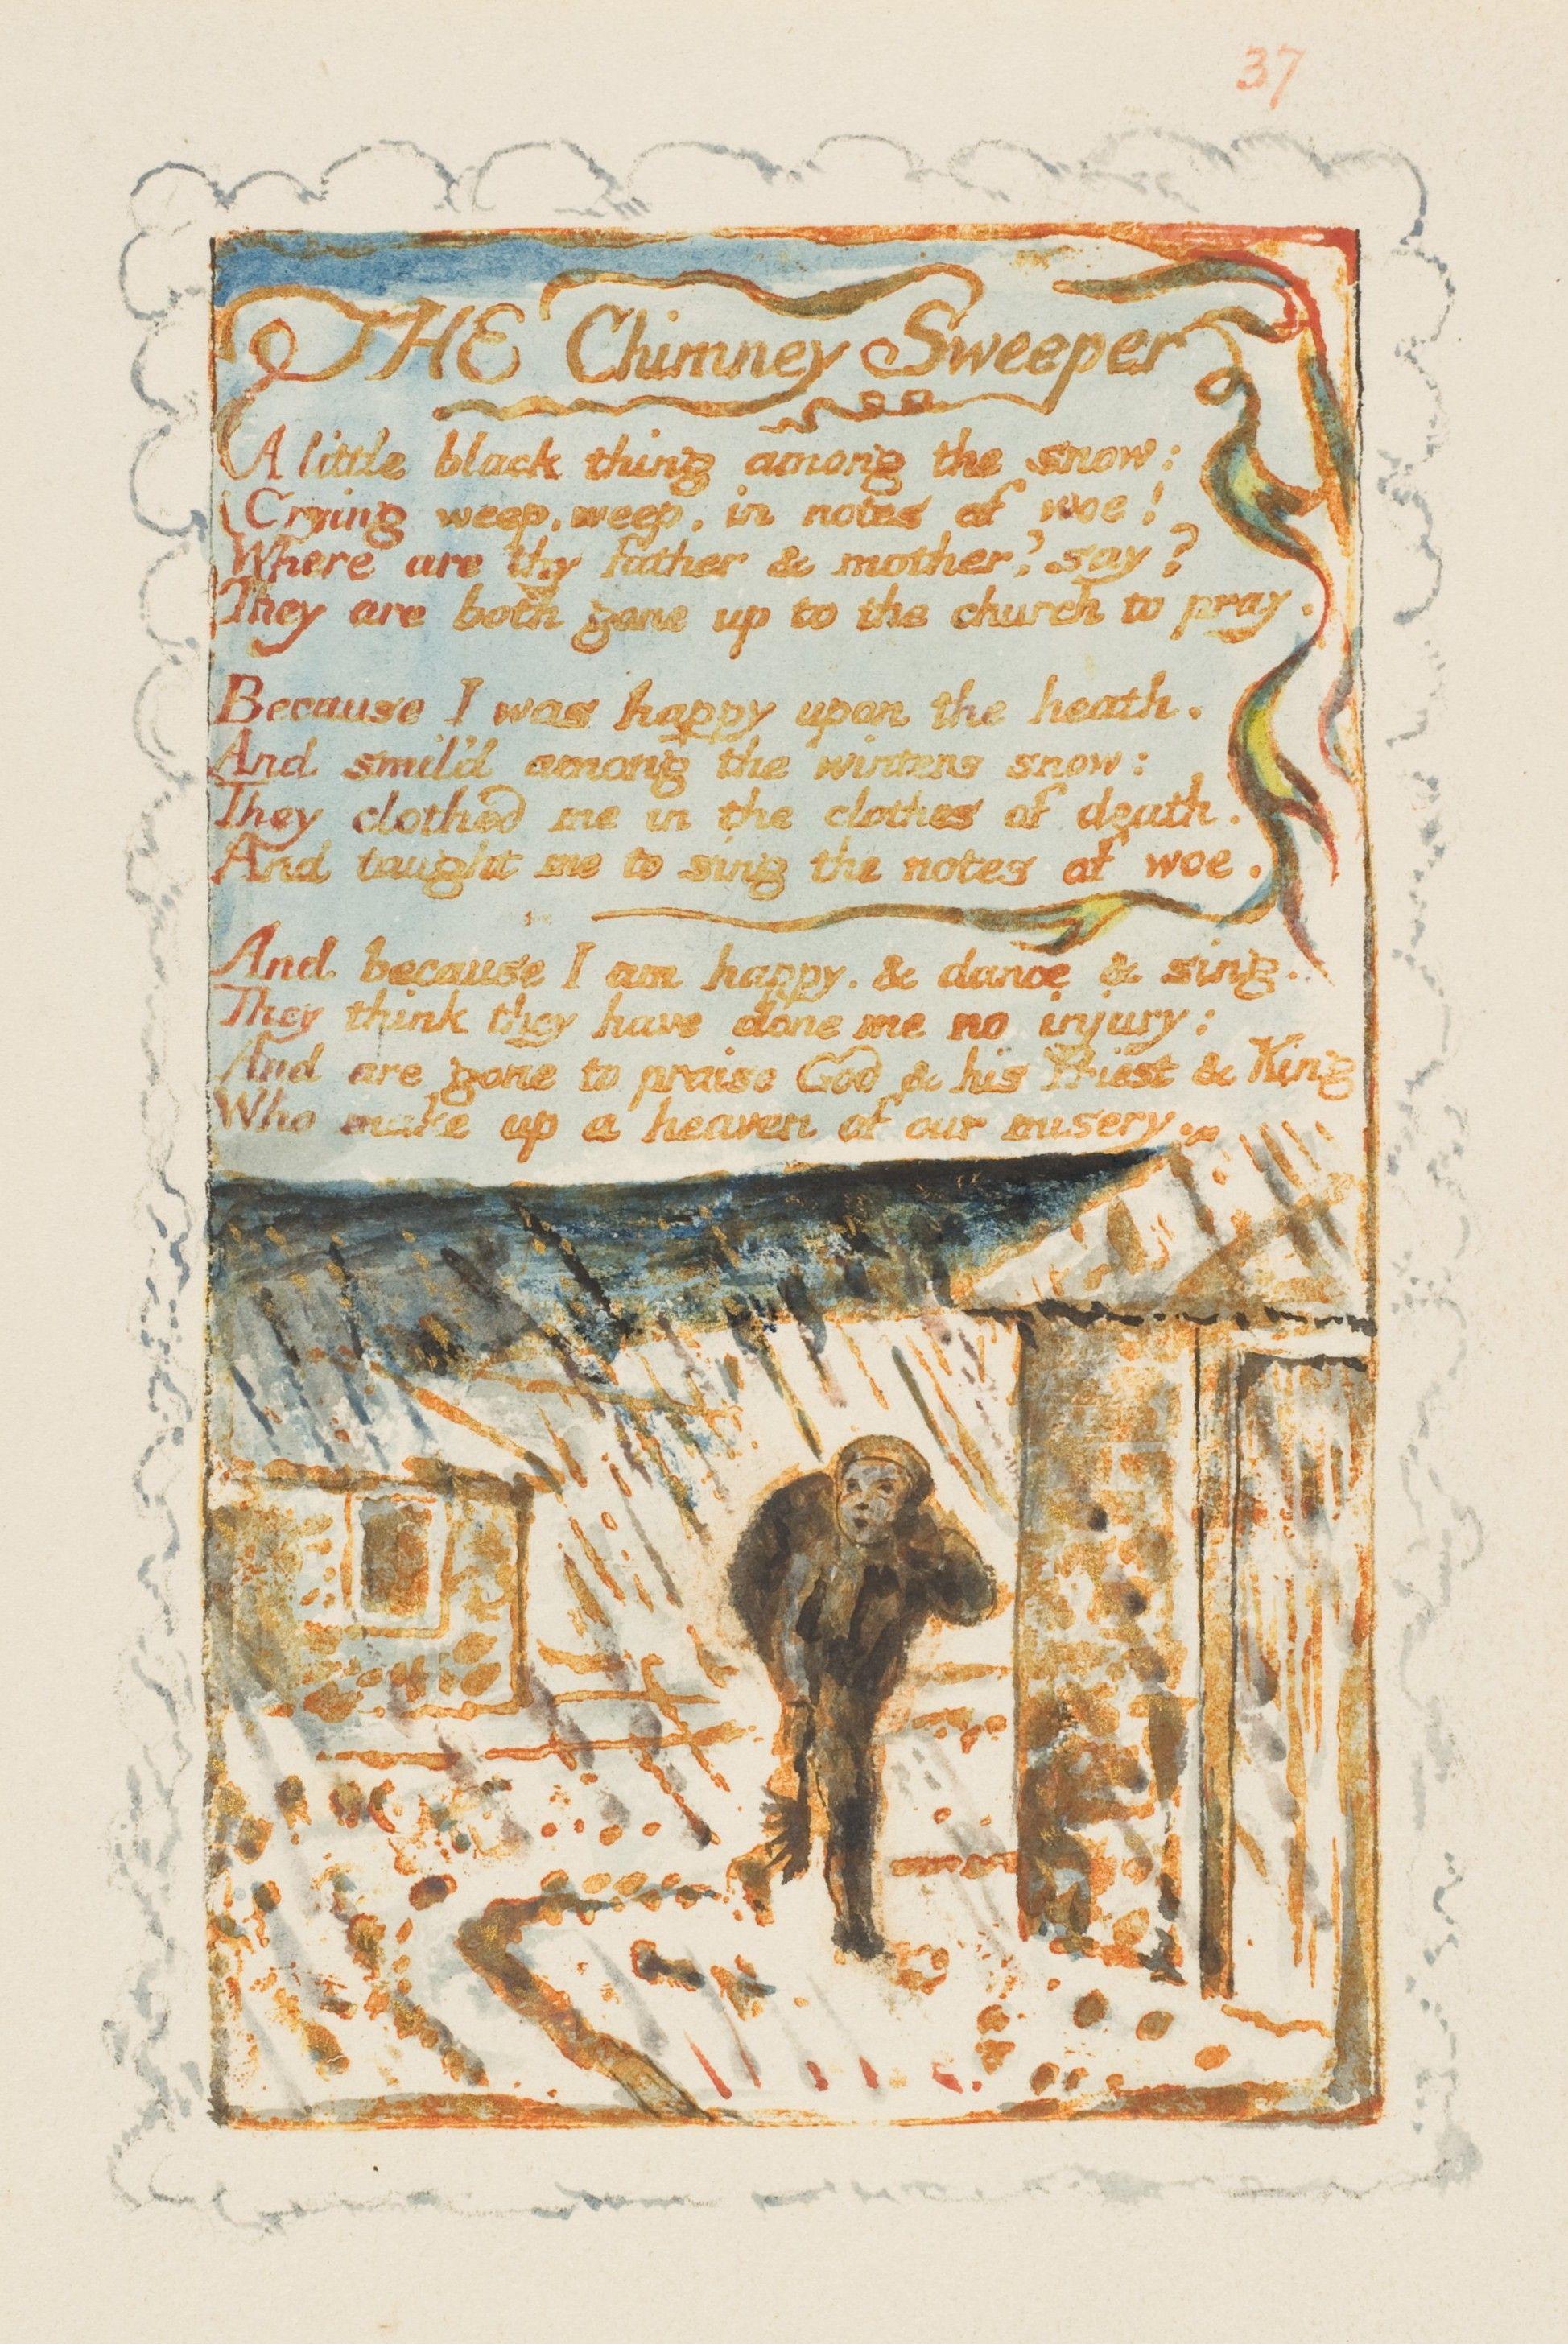 37
THE Chimney Sweeper
A little black thing among the snow:
Crying weep, weep, in notes of woe!
Where are thy father & mother? say?
They are both gone up to the church to pray.
Because I was happy upon the heath.
And smil'd among the winters snow:
They clothed me in the clothes of death.
And taught me to sing the notes of woe.
And because I am happy. & dance & sing.
They think they have done me no injury:
And are gone to praise God & his Priest & King
Who make up a heaven of our misery.